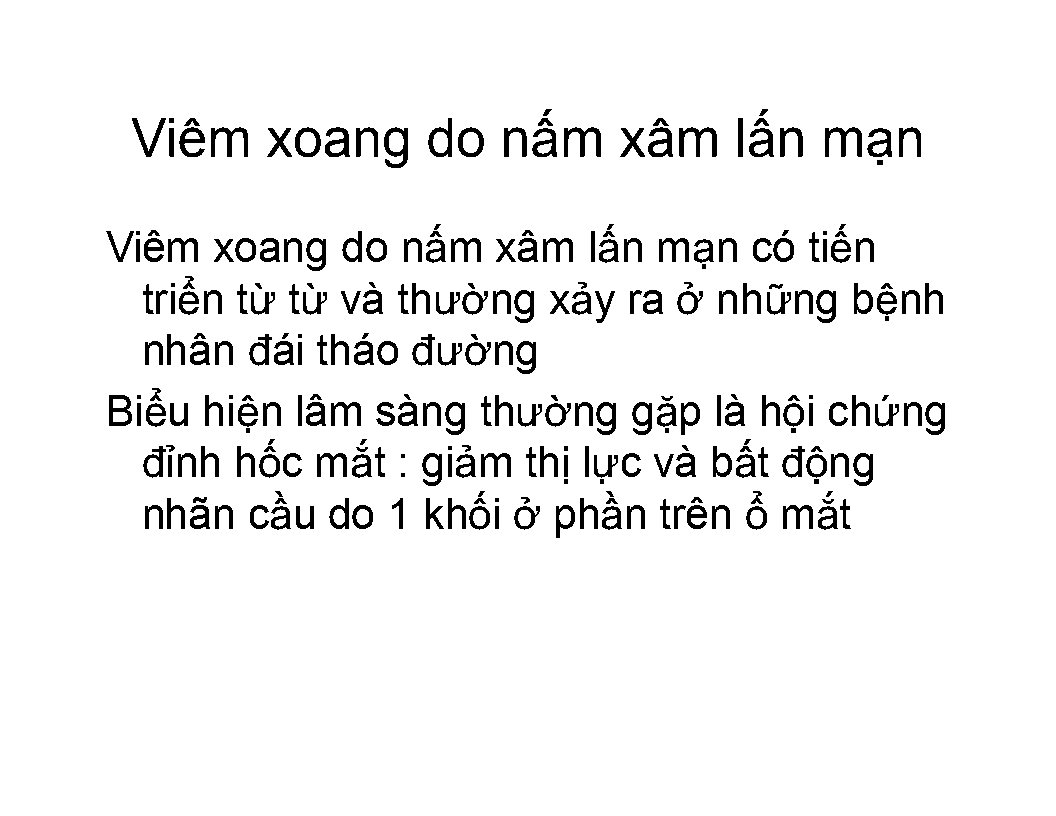 Viêm xoang do nấm xâm lấn mạn
Viêm xoang do nấm xâm lấn mạn có tiến
triển từ từ và thường xảy ra ở những bệnh
nhân đái tháo đường
Biểu hiện lâm sàng thường gặp là hội chứng
đỉnh hốc mắt : giảm thị lực và bất động
nhãn cầu do 1 khối ở phần trên ổ mắt